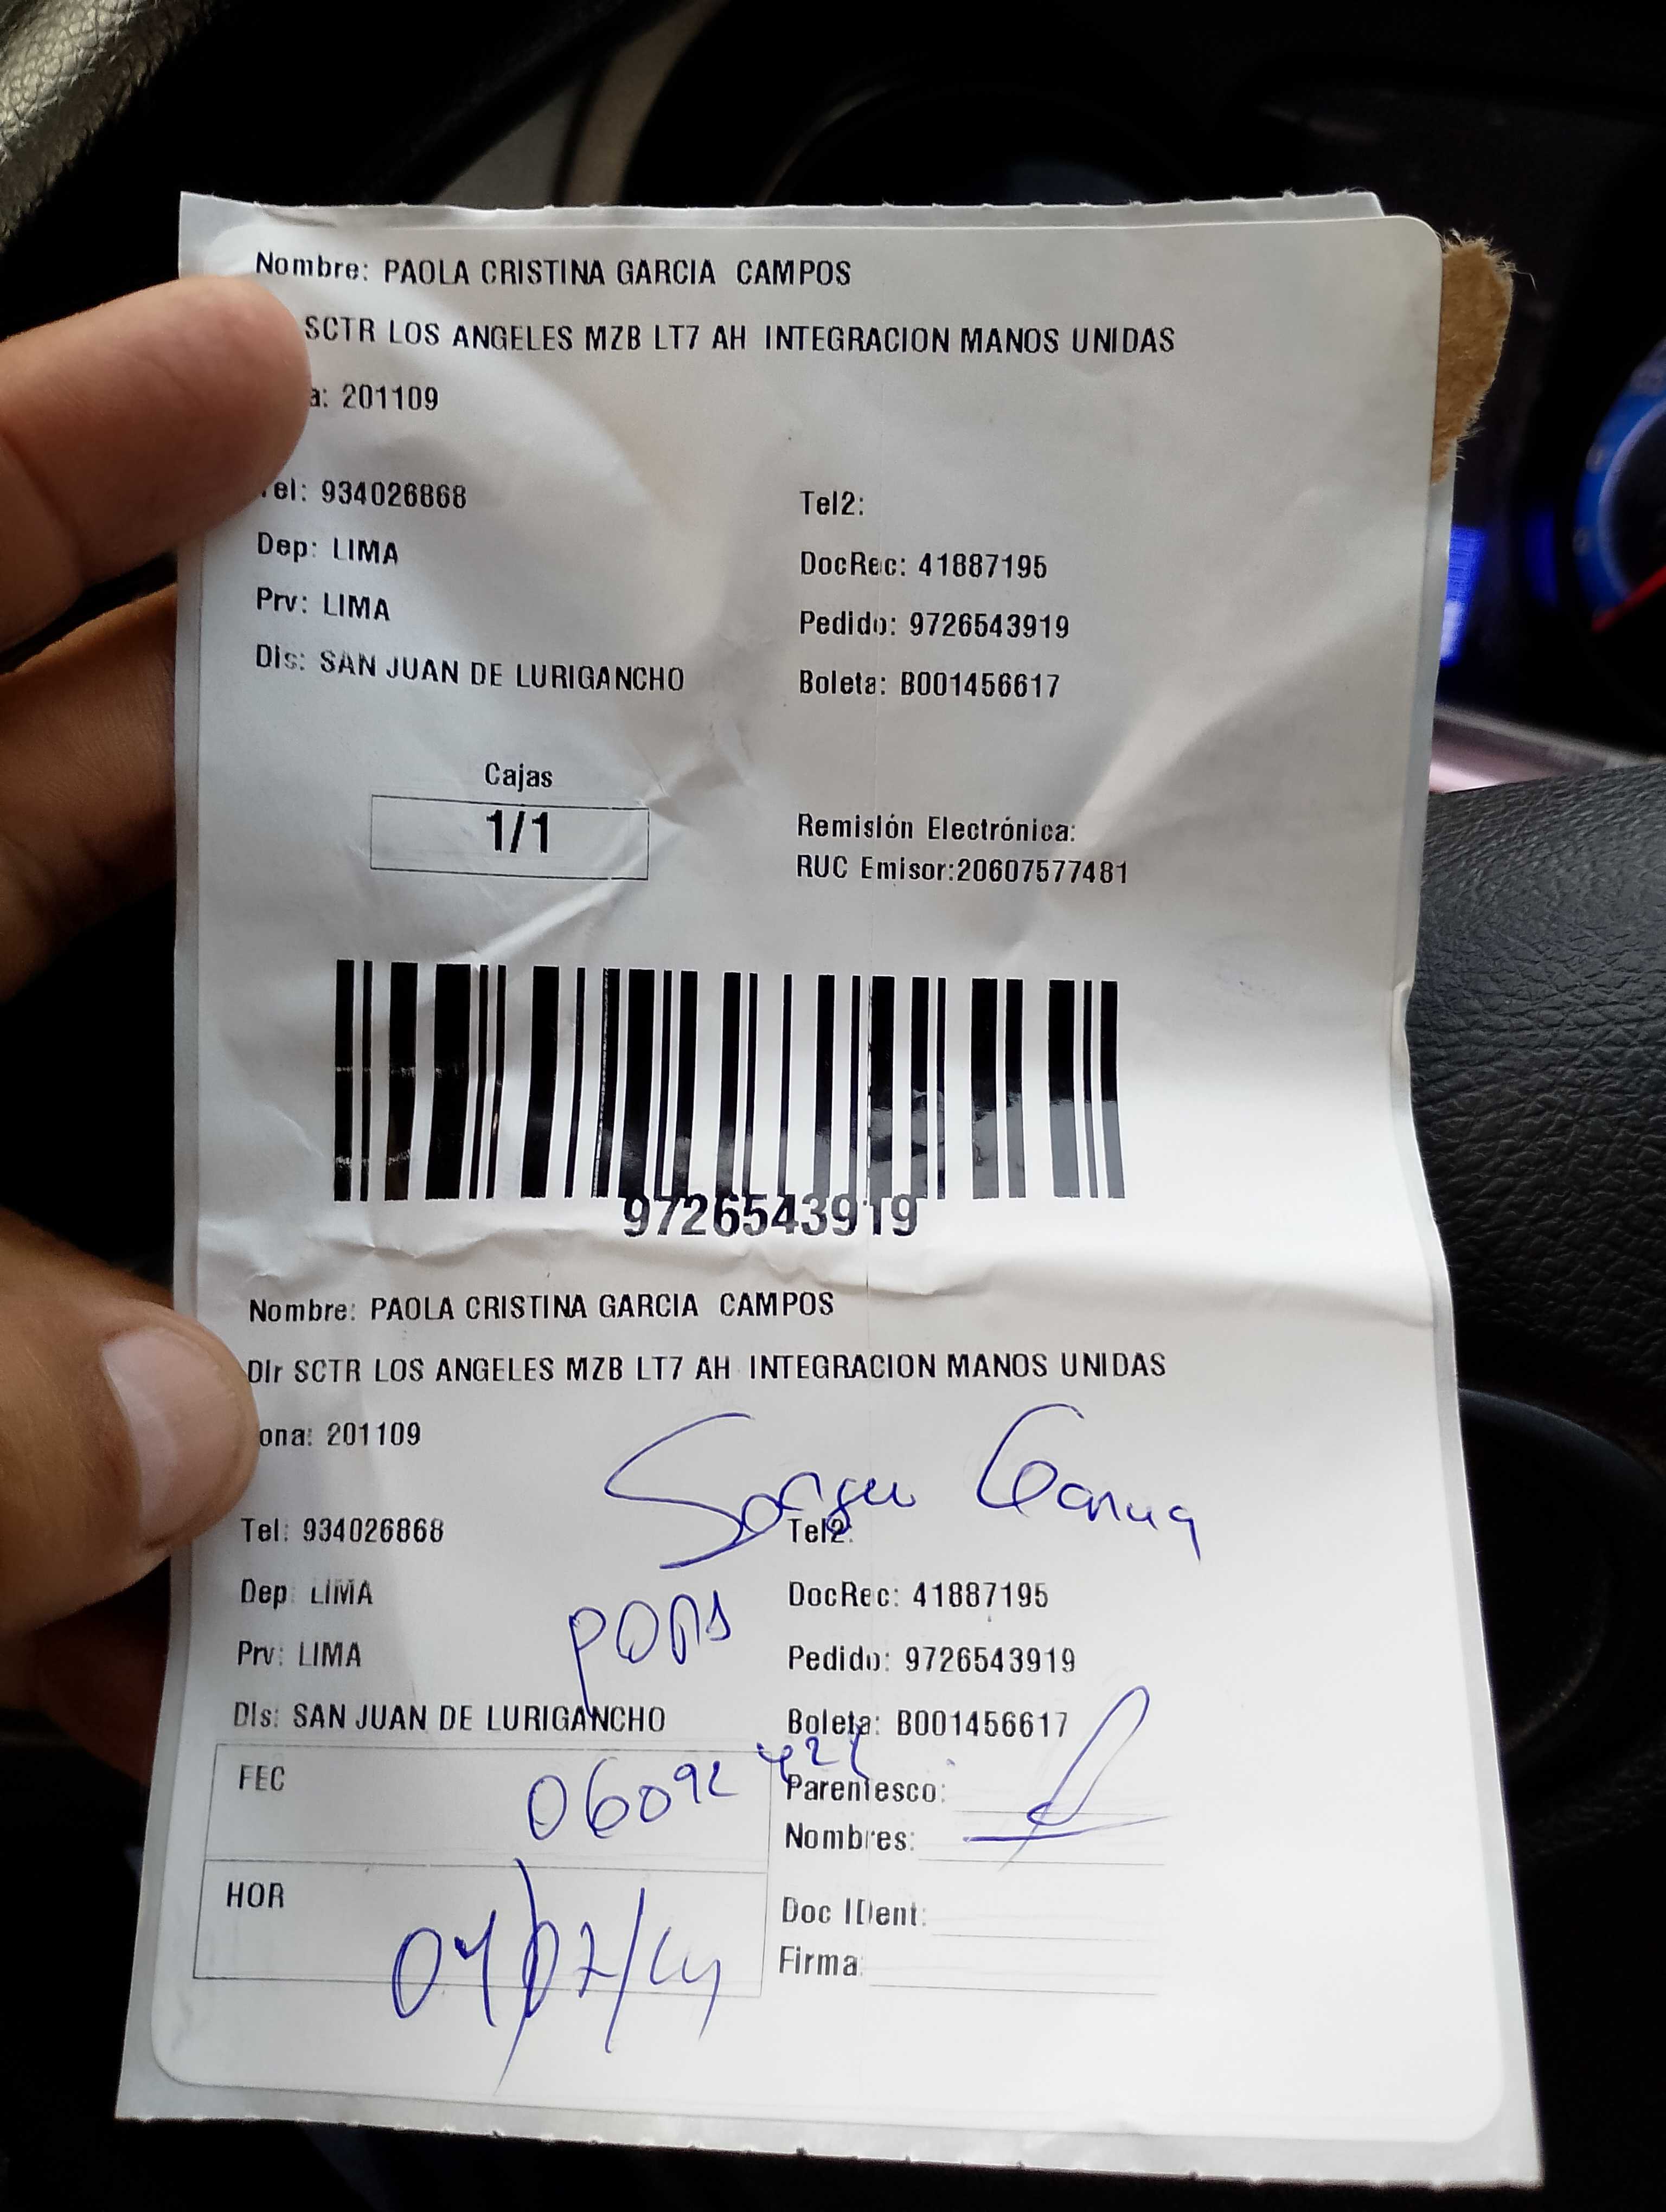 Nombre: PAOLA CRISTINA GARCIA CAMPOS
SCTR LOS ANGELES MZB LT7 AH INTEGRACION MANOS UNIDAS
a: 201109
el: 934026868 Tel2:
Dep: LIMA DocRec: 41887195
Prv: LIMA Pedido: 9726543919
Dis: SAN JUAN DE LURIGANCHO Boleta: B001456617
Cajas
1/1
Remisión Electrónica:
RUC Emisor:20607577481
9726543919
Nombre: PAOLA CRISTINA GARCIA CAMPOS
Dir SCTR LOS ANGELES MZB LT7 AH INTEGRACION MANOS UNIDAS
ona: 201109
Tel: 934026868 Tel2:
Dep: LIMA DocRec: 41887195
Prv: LIMA Pedido: 9726543919
Dis: SAN JUAN DE LURIGANCHO Boleta: B001456617
FEC Parentesco:
Nombres:
HOR Doc IDent:
Firma